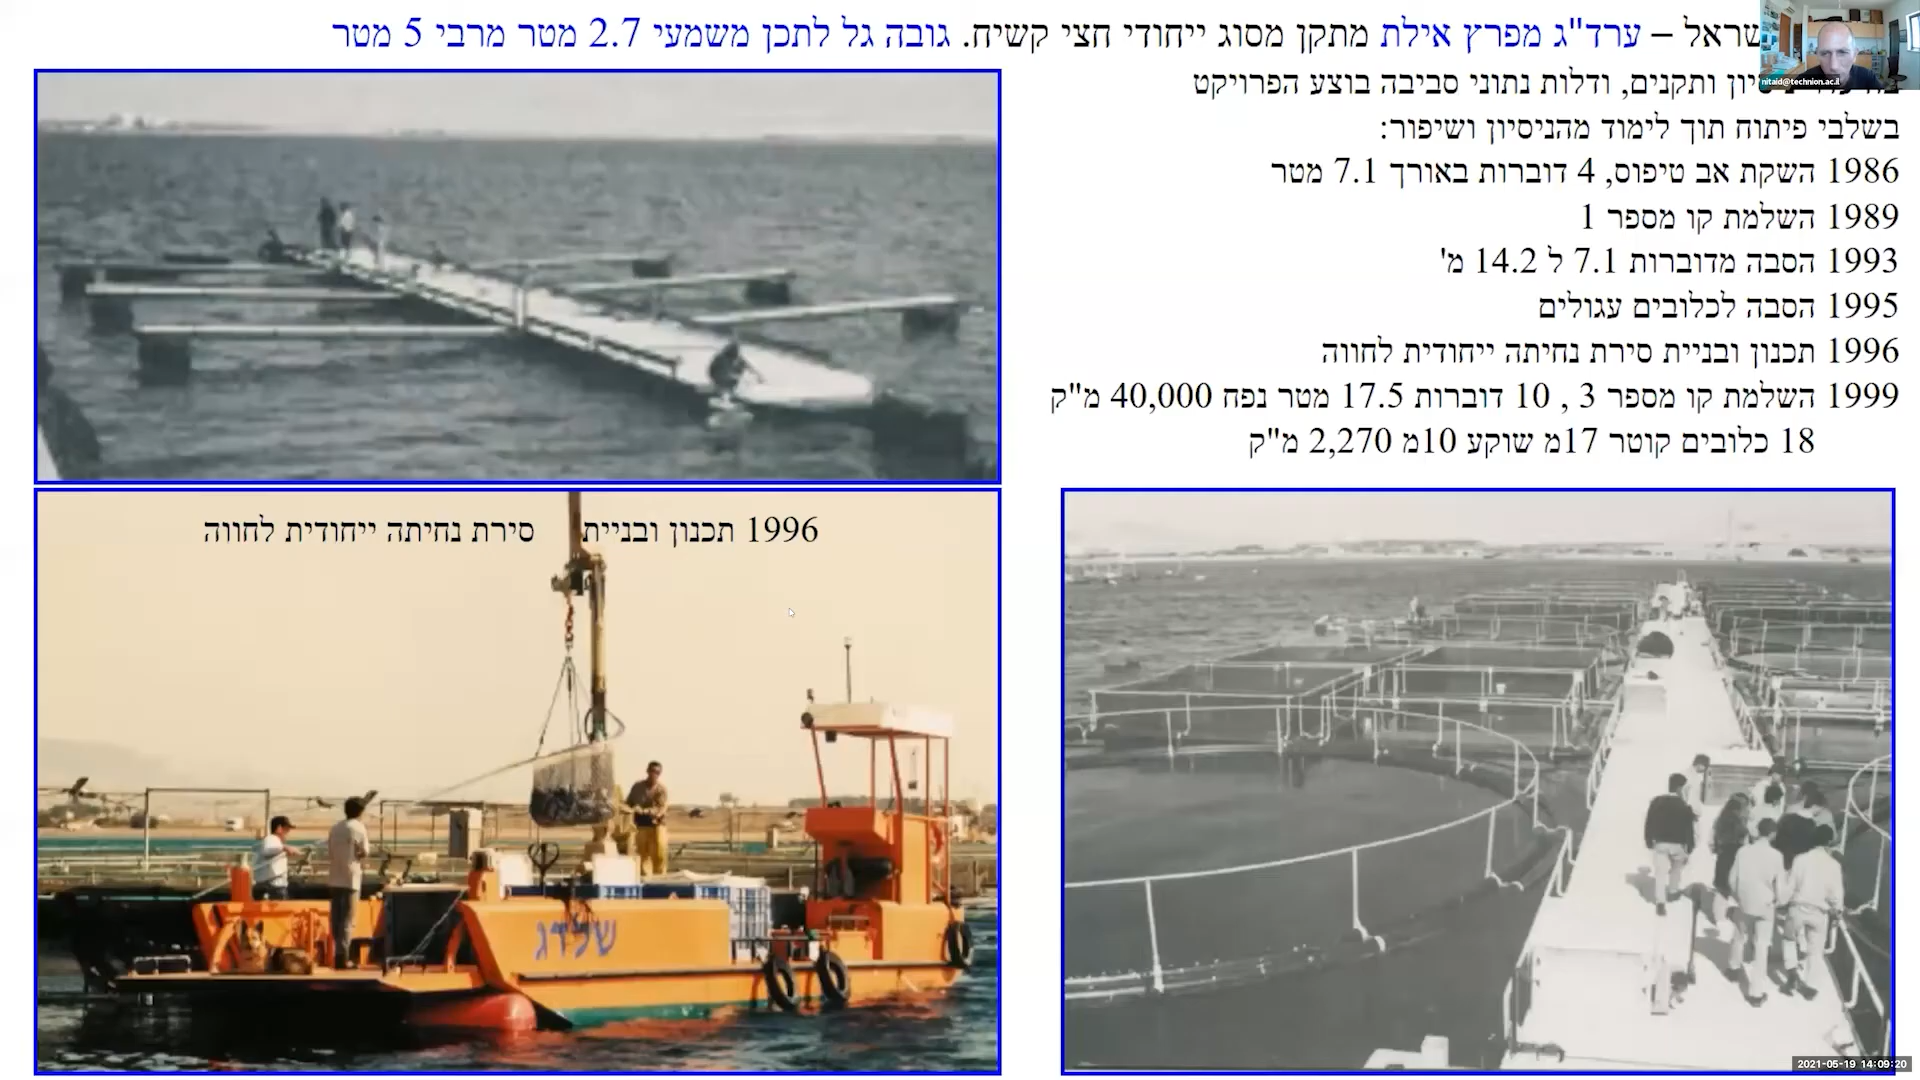 שראל – ערד"ג מפרץ אילת מתקן מסוג ייחודי חצי קשיח. גובה גל לתכן משמעי 2.7 מטר מרבי 5 מטר
ותקנים, ודלות נתוני סביבה בוצע הפרויקט
בשלבי פיתוח תוך לימוד מהניסיון ושיפור:
1986 השקת אב טיפוס, 4 דוברות באורך 7.1 מטר
1989 השלמת קו מספר 1
1993 הסבה מדוברות 7.1 ל 14.2 מ'
1995 הסבה לכלובים עגולים
1996 תכנון ובניית סירת נחיתה ייחודית לחווה
1999 השלמת קו מספר 3 , 10 דוברות 17.5 מטר נפח 40,000 מ"ק
18 כלובים קוטר 17מ שוקע 10מ 2,270 מ"ק
1996 תכנון ובניית סירת נחיתה ייחודית לחווה
שלדג
nitaid@technion.ac.il
2021-05-19 14:09:20